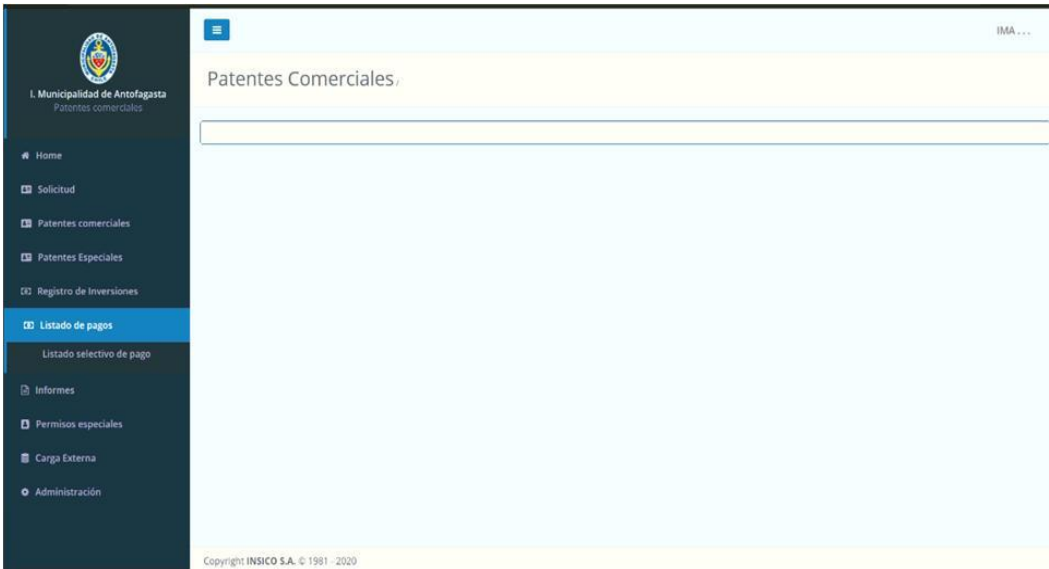 I. Municipalidad de Antofagasta
Patentes comerciales
Home
Solicitud
Patentes comerciales
Patentes Especiales
Registro de Inversiones
Listado de pagos
Listado selectivo de pago
Informes
Permisos especiales
Carga Externa
Administración
IMA . . .
Patentes Comerciales /
Copyright INSICO S.A. © 1981 - 2020